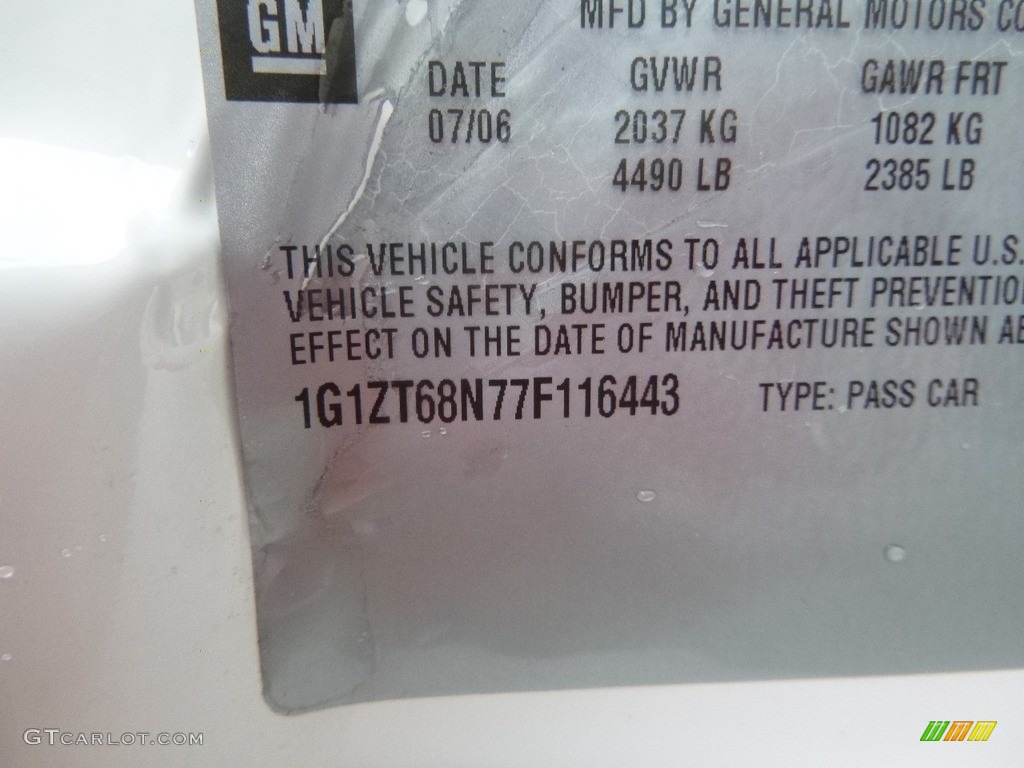 GM
MFD BY GENERAL MOTORS CO
DATE GVWR GAWR FRT
07/06 2037 KG 1082 KG
4490 LB 2385 LB
THIS VEHICLE CONFORMS TO ALL APPLICABLE U.S.
VEHICLE SAFETY, BUMPER, AND THEFT PREVENTIO
EFFECT ON THE DATE OF MANUFACTURE SHOWN AB
1G1ZT68N77F116443 TYPE: PASS CAR
GTCARLOT.COM